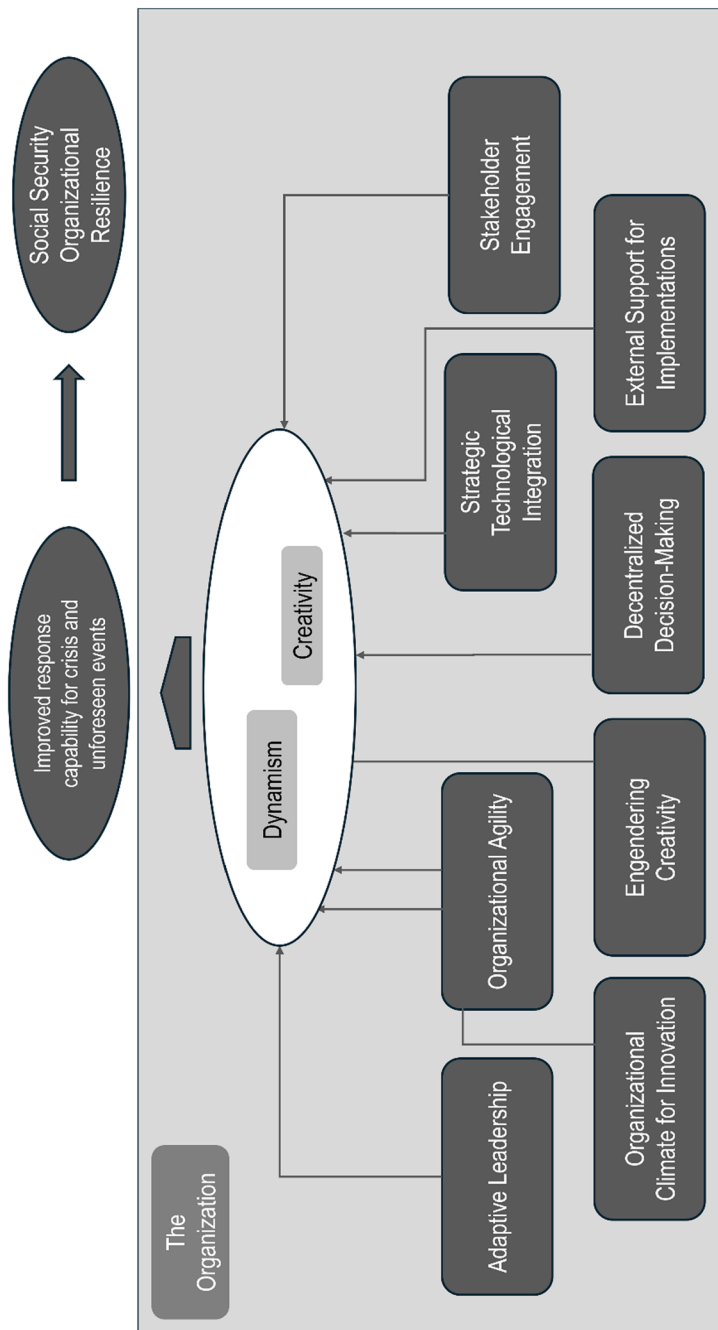 Improved response
capability for crisis and
unforeseen events
Social Security
Organizational
Resilience
The
Organization
Dynamism
Creativity
Adaptive Leadership
Organizational Agility
Strategic
Technological
Integration
Stakeholder
Engagement
Organizational
Climate for Innovation
Engendering
Creativity
Decentralized
Decision-Making
External Support for
Implementations